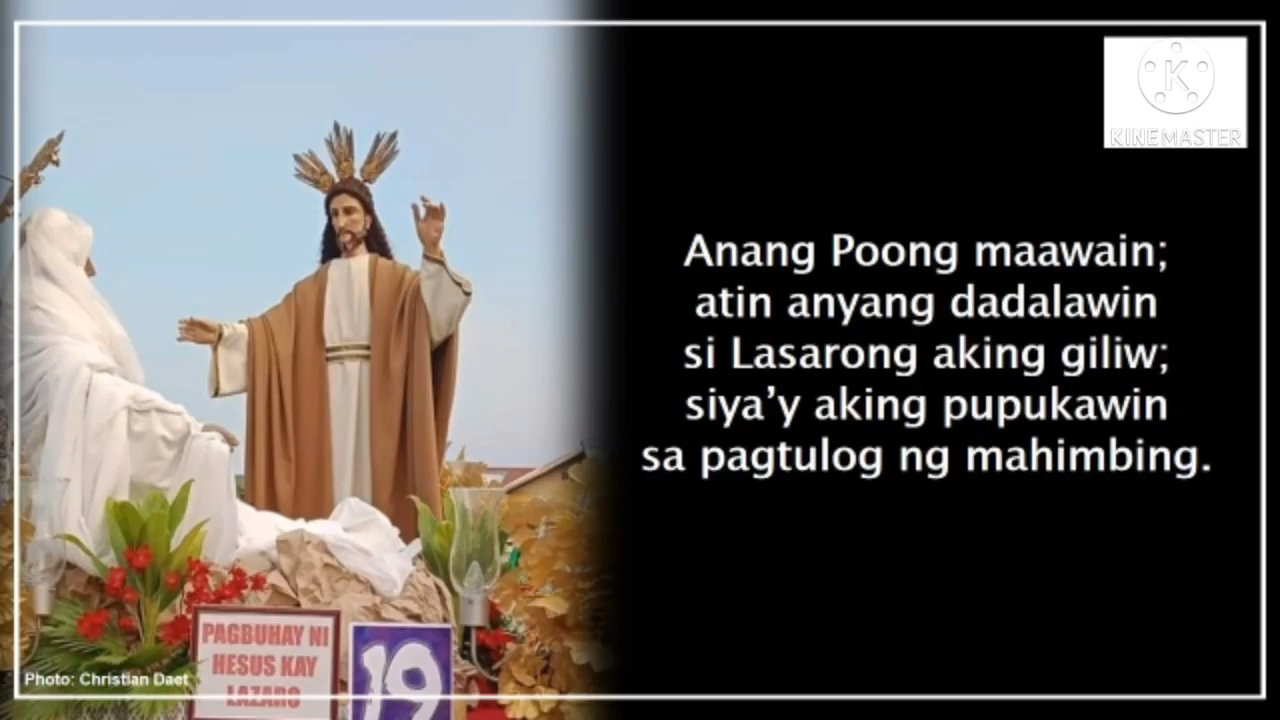 K
KINEMASTER
Anang Poong maawain;
atin anyang dadalawin
si Lasarong aking giliw;
siya'y aking pupukawin
sa pagtulog ng mahimbing.
PAGBUHAY NI
HESUS KAY
LAZARO
19
Photo: Christian Daet